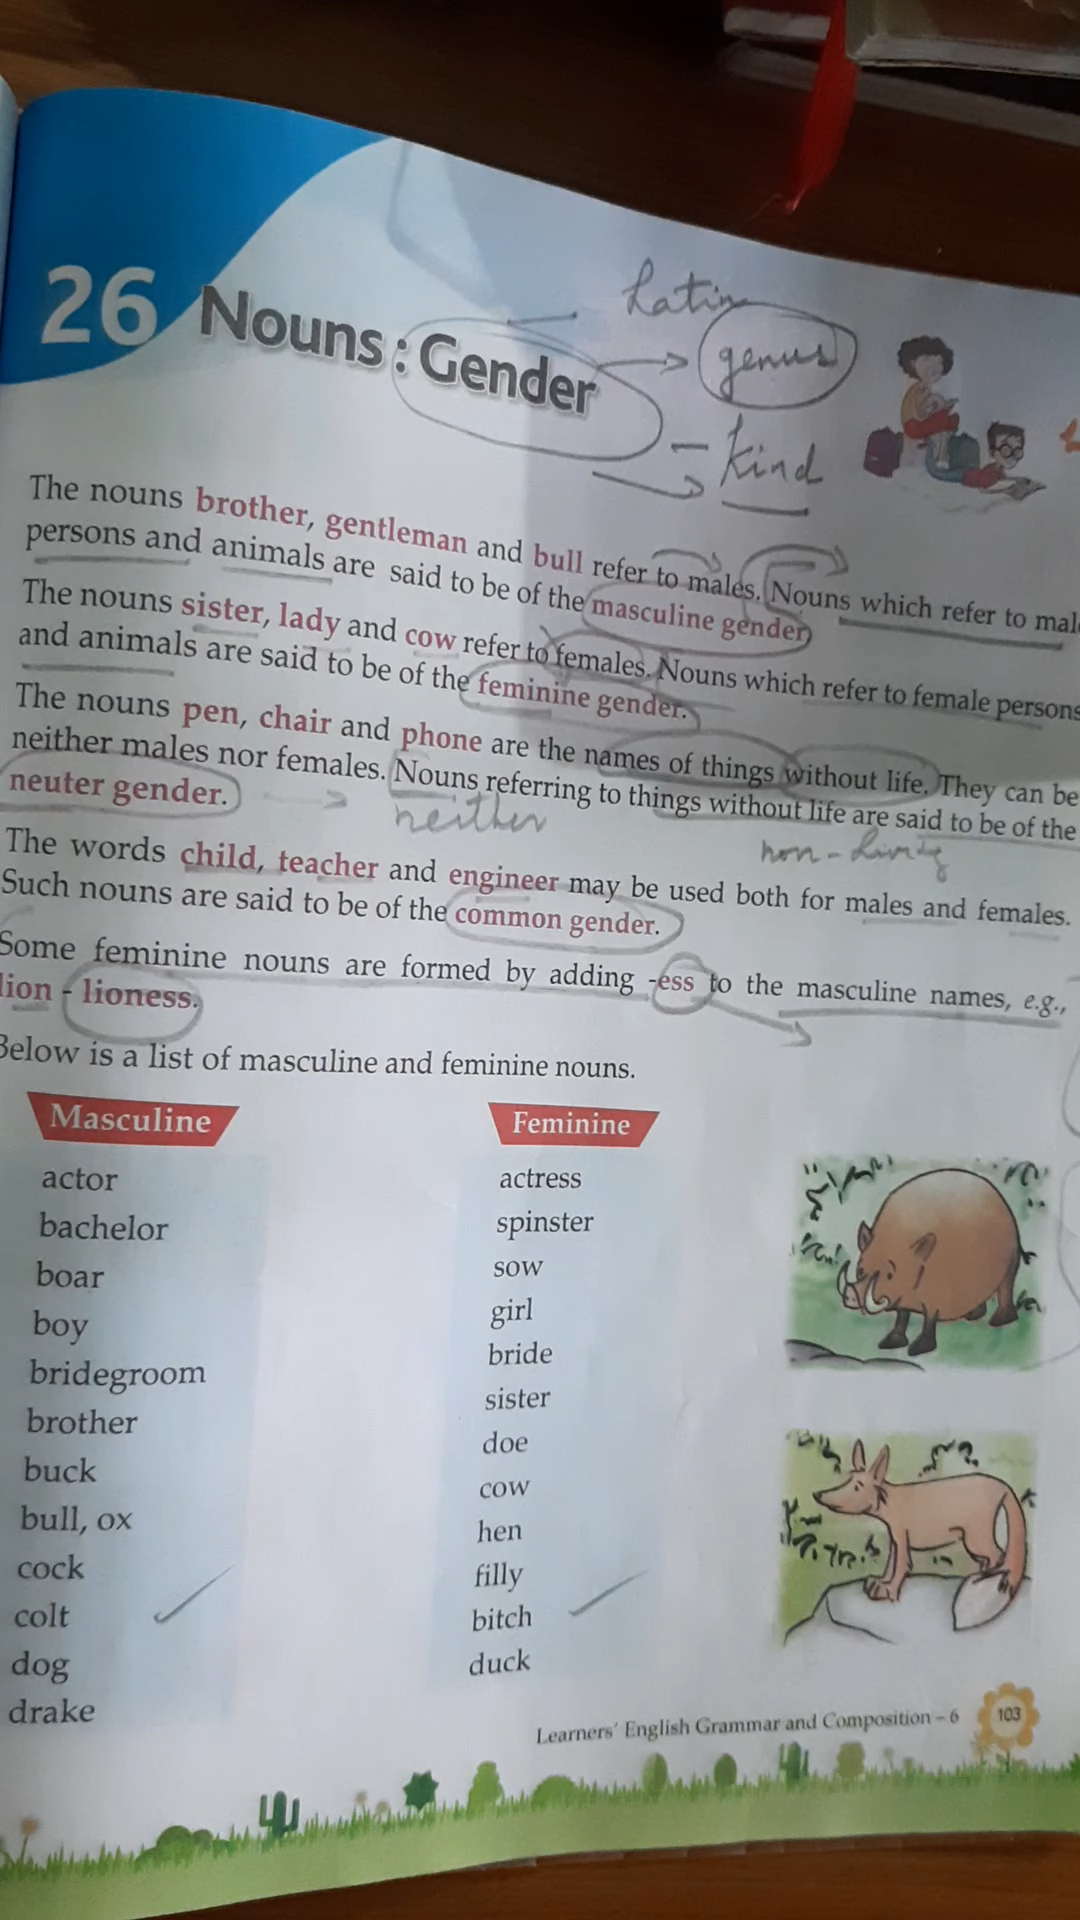 Latin
26 Nouns : Gender
genus
kind
The nouns brother, gentleman and bull refer to males. Nouns which refer to mal
persons and animals are said to be of the masculine gender
The nouns sister, lady and cow refer to females. Nouns which refer to female persons
and animals are said to be of the feminine gender.
The nouns pen, chair and phone are the names of things without life. They can be
neither males nor females. Nouns referring to things without life are said to be of the
neuter gender.
neither
non-living
The words child, teacher and engineer may be used both for males and females.
Such nouns are said to be of the common gender.
Some feminine nouns are formed by adding -ess to the masculine names, e.g.,
lion - lioness.
Below is a list of masculine and feminine nouns.
Masculine Feminine
actor actress
bachelor spinster
boar sow
boy girl
bridegroom bride
brother sister
buck doe
bull, ox cow
cock hen
colt filly
dog bitch
drake duck
Learners' English Grammar and Composition – 6 103